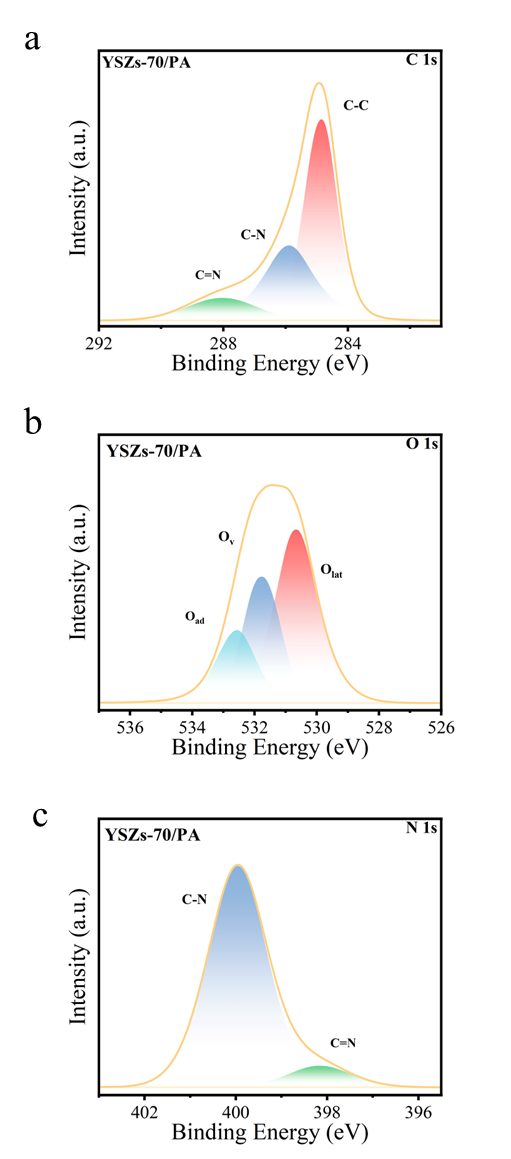 a
YSZs-70/PA
C 1s
C-C
C-N
C=N
Intensity (a.u.)
292 288 284
Binding Energy (eV)
b
YSZs-70/PA
O 1s
Ov
Olat
Oad
Intensity (a.u.)
536 534 532 530 528 526
Binding Energy (eV)
c
YSZs-70/PA
N 1s
C-N
C=N
Intensity (a.u.)
402 400 398 396
Binding Energy (eV)